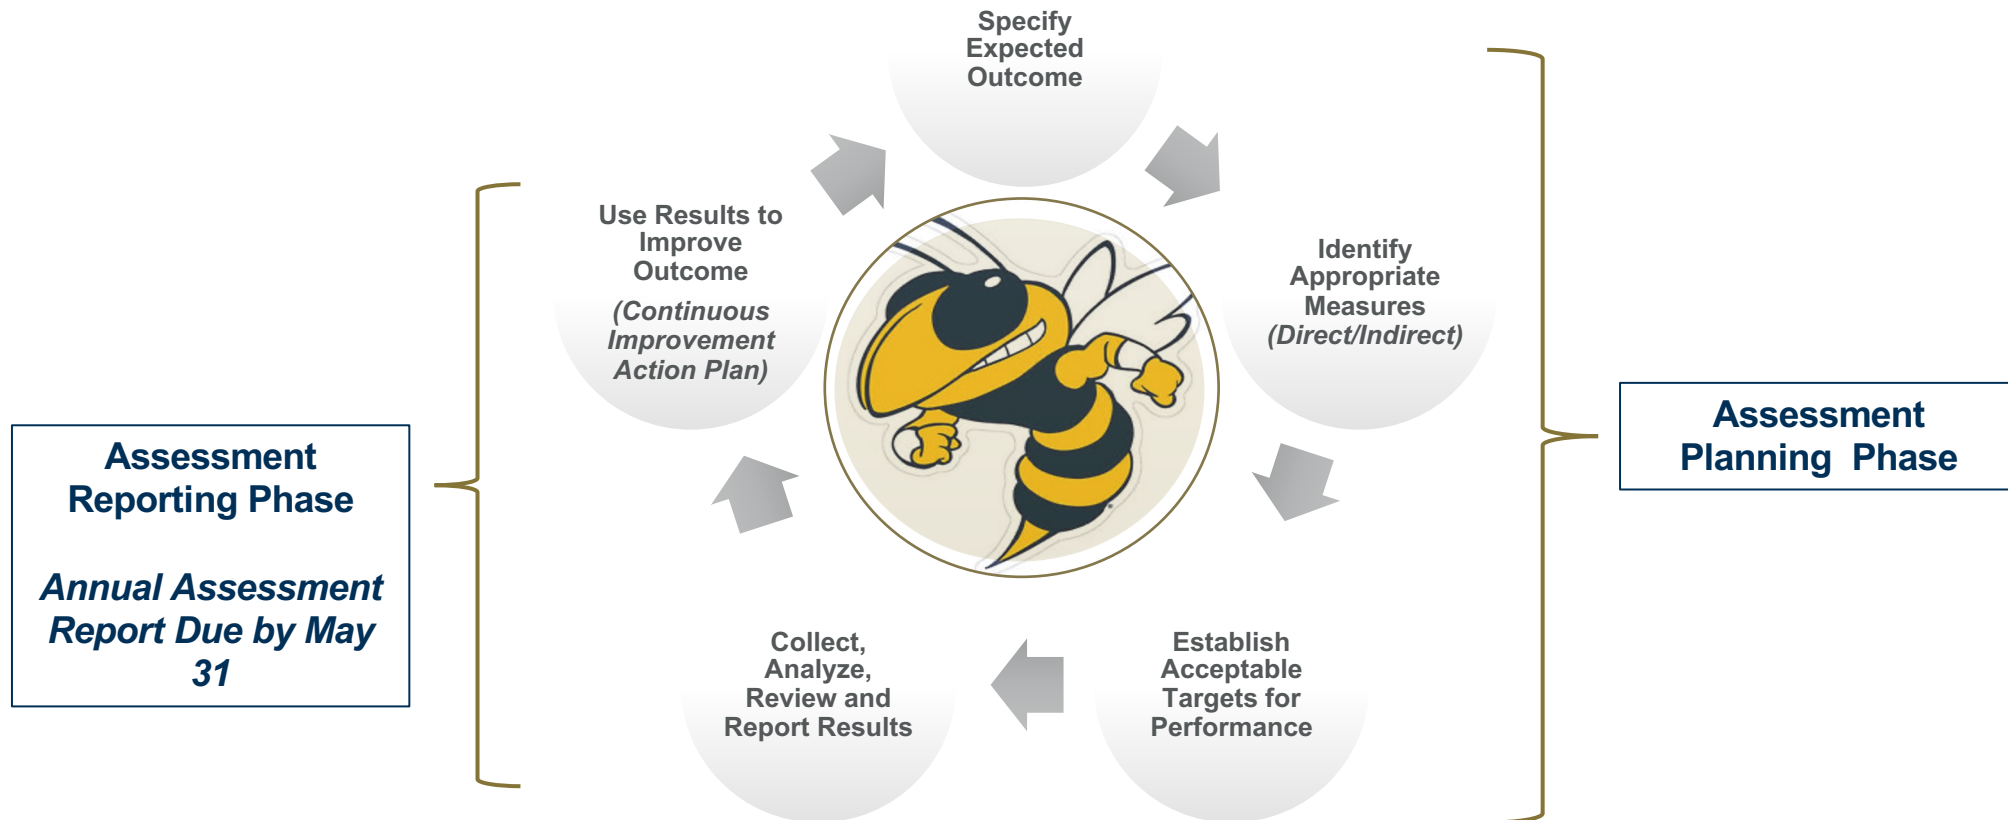 Specify
Expected
Outcome
Identify
Appropriate
Measures
(Direct/Indirect)
Establish
Acceptable
Targets for
Performance
Collect,
Analyze,
Review and
Report Results
Use Results to
Improve
Outcome
(Continuous
Improvement
Action Plan)
Assessment
Reporting Phase
Annual Assessment
Report Due by May
31
Assessment
Planning  Phase